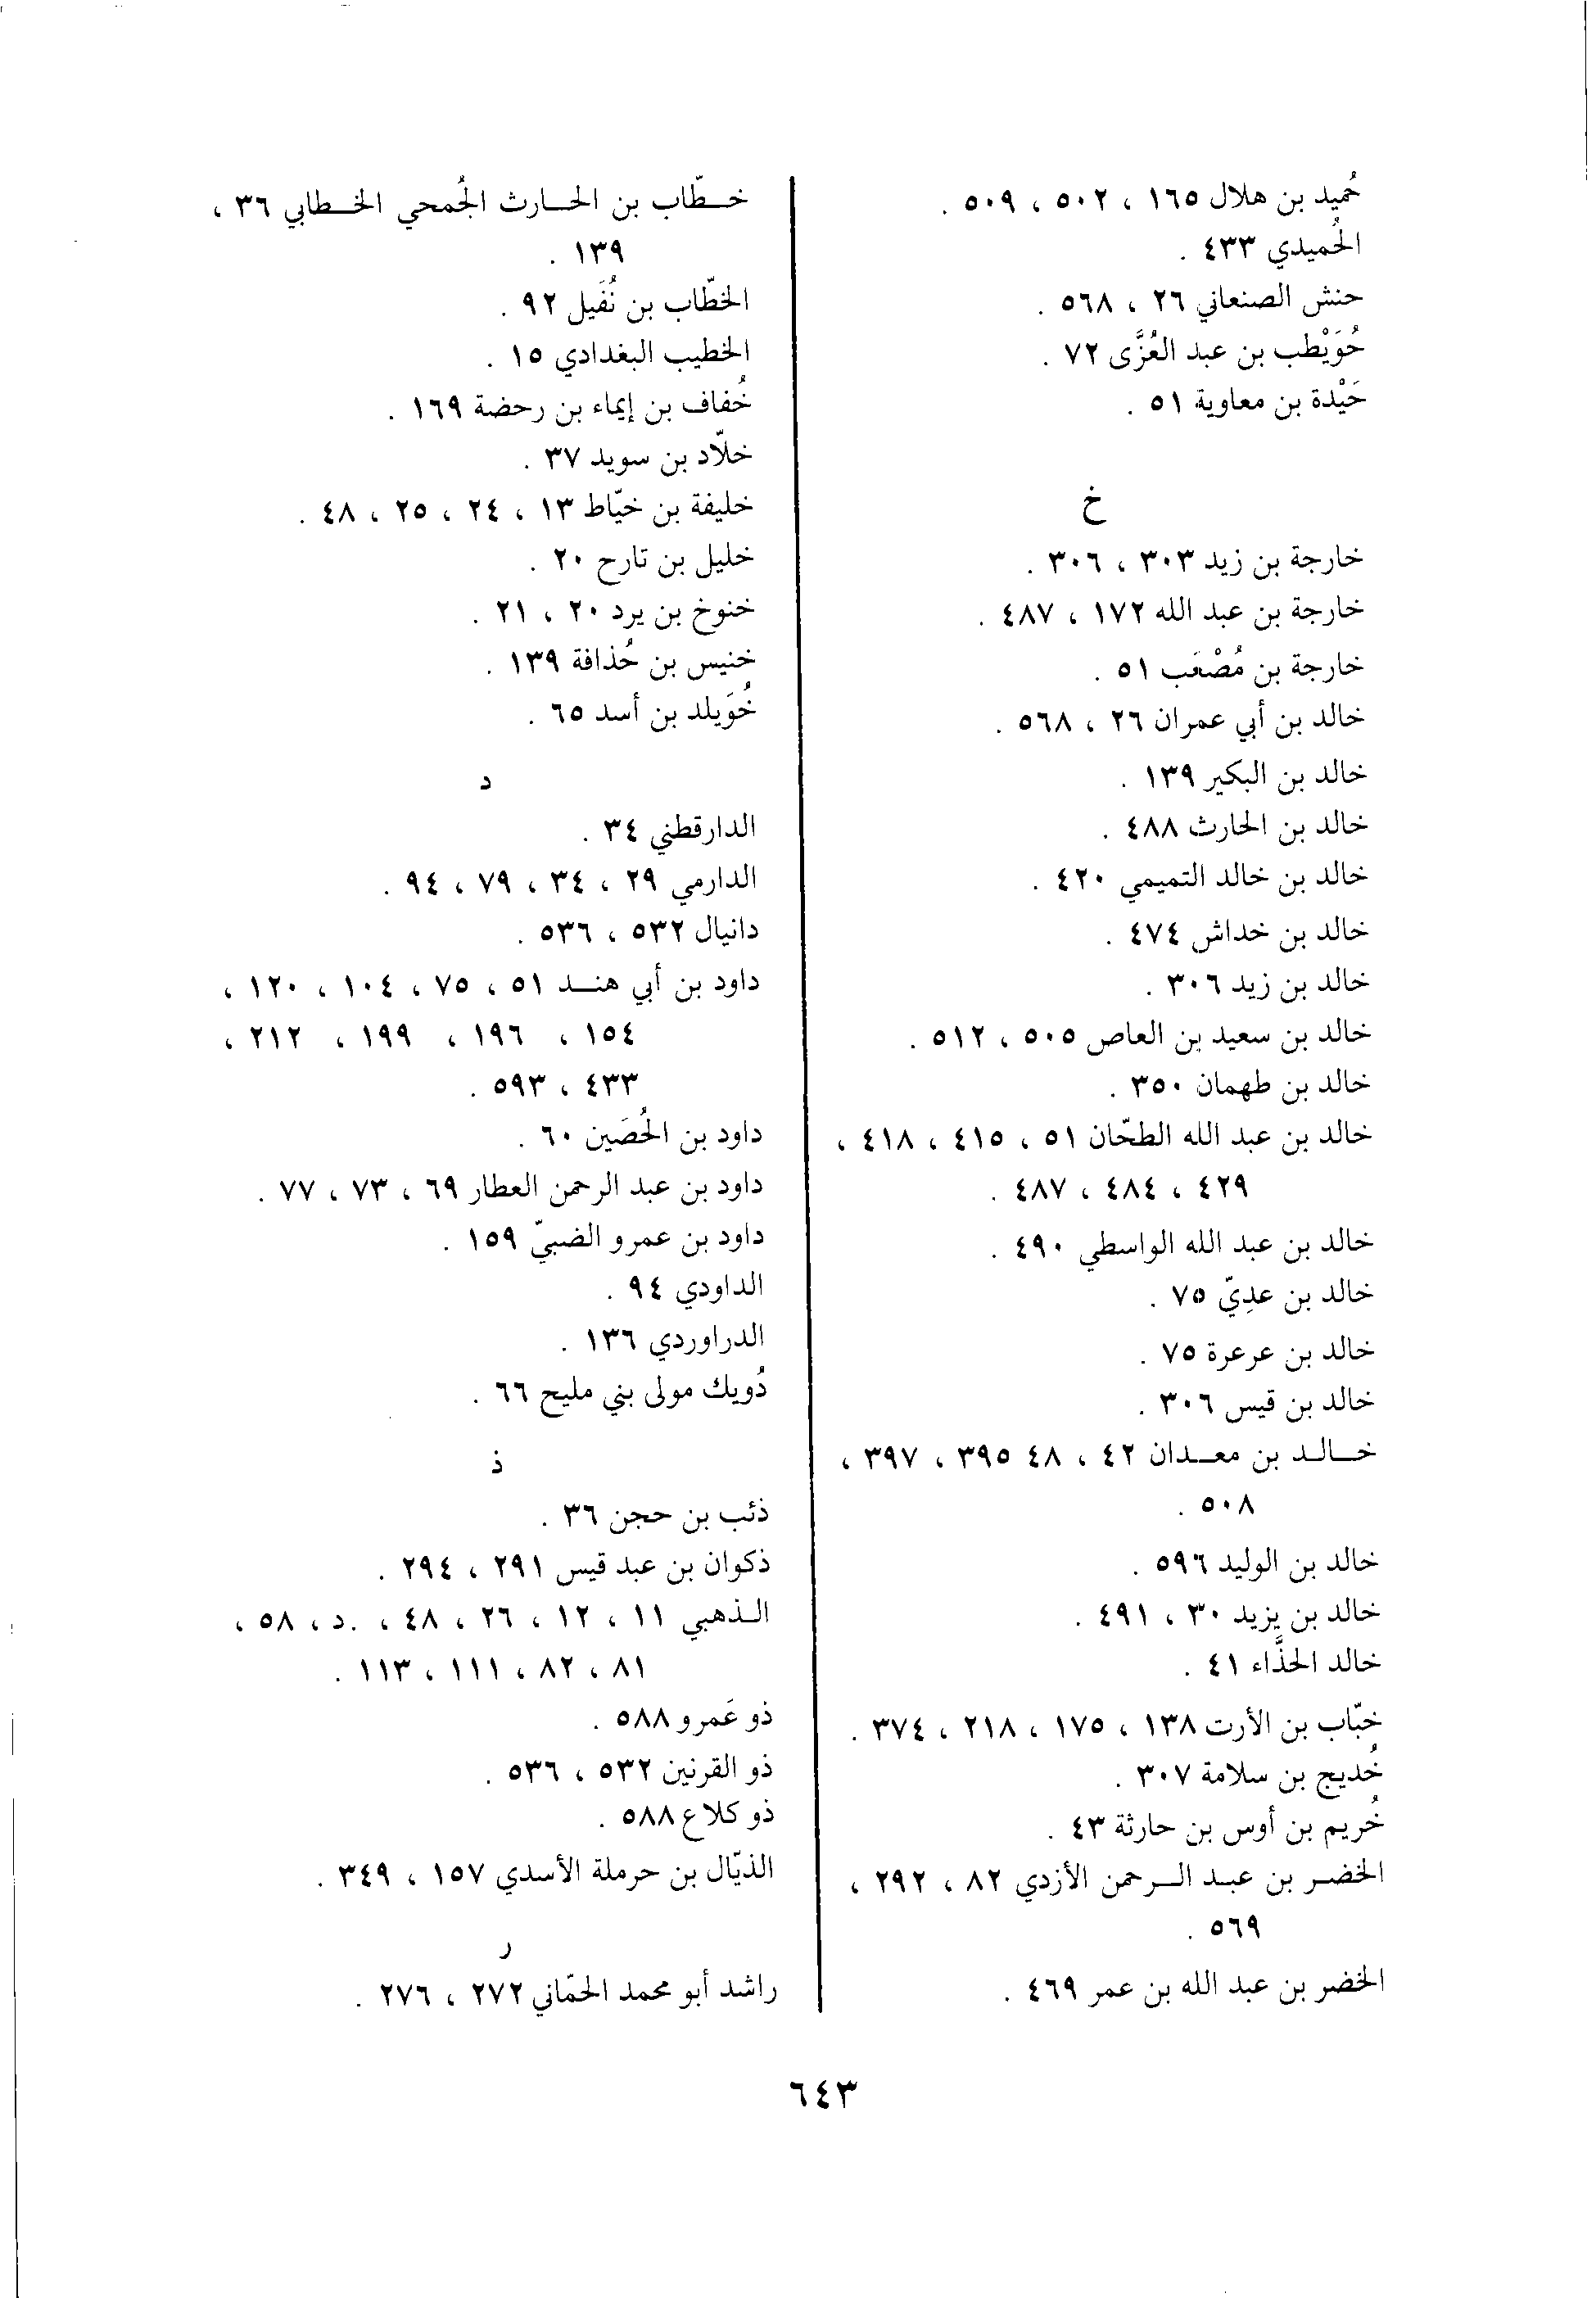 حُميد بن هلال ١٦٥ ، ٥٠٢ ، ٥٠٩ .
الحُميدي ٤٣٣ .
حنش الصنعاني ٢٦ ، ٥٦٨ .
حُوَيْطب بن عبد العُزَّى ٧٢ .
حَيْدة بن معاوية ٥١ .
خ
خارجة بن زيد ٣٠٣ ، ٣٠٦ .
خارجة بن عبد الله ١٧٢ ، ٤٨٧ .
خارجة بن مُصْعَب ٥١ .
خالد بن أبي عمران ٢٦ ، ٥٦٨ .
خالد بن البكير ١٣٩ .
خالد بن الحارث ٤٨٨ .
خالد بن خالد التميمي ٤٢٠ .
خالد بن خداش ٤٧٤ .
خالد بن زيد ٣٠٦ .
خالد بن سعيد بن العاص ٥٠٥ ، ٥١٢ .
خالد بن طهمان ٣٥٠ .
خالد بن عبد الله الطحّان ٥١ ، ٤١٥ ، ٤١٨ ،
٤٢٩ ، ٤٨٤ ، ٤٨٧ .
خالد بن عبد الله الواسطي ٤٩٠ .
خالد بن عدِيّ ٧٥ .
خالد بن عرعرة ٧٥ .
خالد بن قيس ٣٠٦ .
خالد بن معدان ٤٢ ، ٤٨ ٣٩٥ ، ٣٩٧ ،
٥٠٨ .
خالد بن الوليد ٥٩٦ .
خالد بن يزيد ٣٠ ، ٤٩١ .
خالد الحذَّاء ٤١ .
خبّاب بن الأرت ١٣٨ ، ١٧٥ ، ٢١٨ ، ٣٧٤ .
خُديج بن سلامة ٣٠٧ .
خُريم بن أوس بن حارثة ٤٣ .
الخضر بن عبد الرحمن الأزدي ٨٢ ، ٢٩٢ ،
٥٦٩ .
الخضر بن عبد الله بن عمر ٤٦٩ .
خطّاب بن الحارث الجُمحي الخطابي ٣٦ ،
١٣٩ .
الخطّاب بن نُفَيل ٩٢ .
الخطيب البغدادي ١٥ .
خُفاف بن إيماء بن رحضة ١٦٩ .
خلّاد بن سويد ٣٧ .
خليفة بن خيّاط ١٣ ، ٢٤ ، ٢٥ ، ٤٨ .
خليل بن تارح ٢٠ .
خنوخ بن يرد ٢٠ ، ٢١ .
خنيس بن حُذافة ١٣٩ .
خُوَيلد بن أسد ٦٥ .
د
الدارقطني ٣٤ .
الدارمي ٢٩ ، ٣٤ ، ٧٩ ، ٩٤ .
دانيال ٥٣٢ ، ٥٣٦ .
داود بن أبي هند ٥١ ، ٧٥ ، ١٠٤ ، ١٢٠ ،
١٥٤ ، ١٩٦ ، ١٩٩ ، ٢١٢ ،
٤٣٣ ، ٥٩٣ .
داود بن الحُصَين ٦٠ .
داود بن عبد الرحمن العطار ٦٩ ، ٧٣ ، ٧٧ .
داود بن عمرو الضبيّ ١٥٩ .
الداودي ٩٤ .
الدراوردي ١٣٦ .
دُويك مولى بني مليح ٦٦ .
ذ
ذئب بن حجن ٣٦ .
ذكوان بن عبد قيس ٢٩١ ، ٢٩٤ .
الذهبي ١١ ، ١٢ ، ٢٦ ، ٤٨ ، .د ، ٥٨ ،
٨١ ، ٨٢ ، ١١١ ، ١١٣ .
ذو عَمرو ٥٨٨ .
ذو القرنين ٥٣٢ ، ٥٣٦ .
ذو كلاع ٥٨٨ .
الذيّال بن حرملة الأسدي ١٥٧ ، ٣٤٩ .
ر
راشد أبو محمد الحمّاني ٢٧٢ ، ٢٧٦ .
٦٤٣